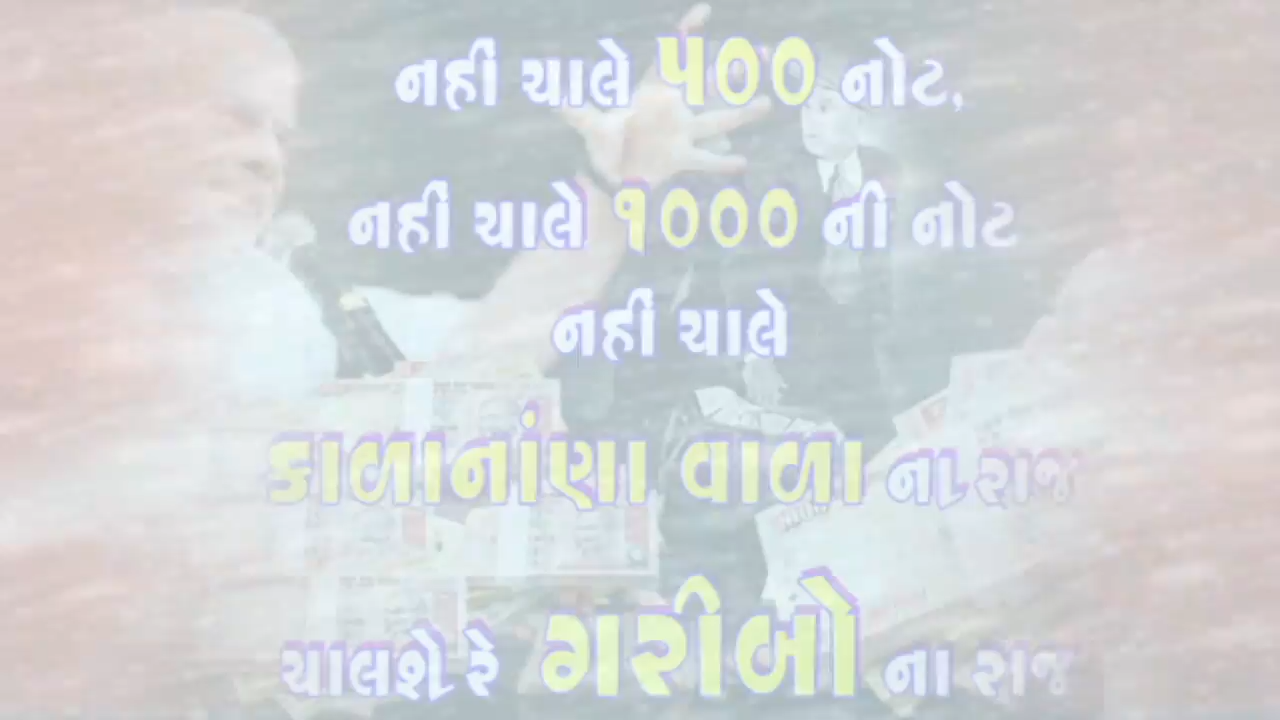 નહીં ચાલે ૫૦૦ નોટ,
નહીં ચાલે ૧૦૦૦ ની નોટ
નહીં ચાલે
કાળાનાંણા વાળા ના રાજ
ચાલશે રે ગરીબો ના રાજ